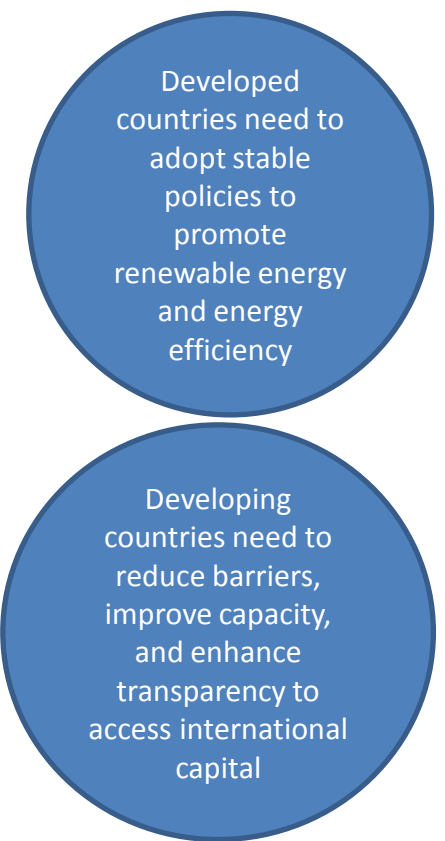 Developed
countries need to
adopt stable
policies to
promote
renewable energy
and energy
efficiency
Developing
countries need to
reduce barriers,
improve capacity,
and enhance
transparency to
access international
capital